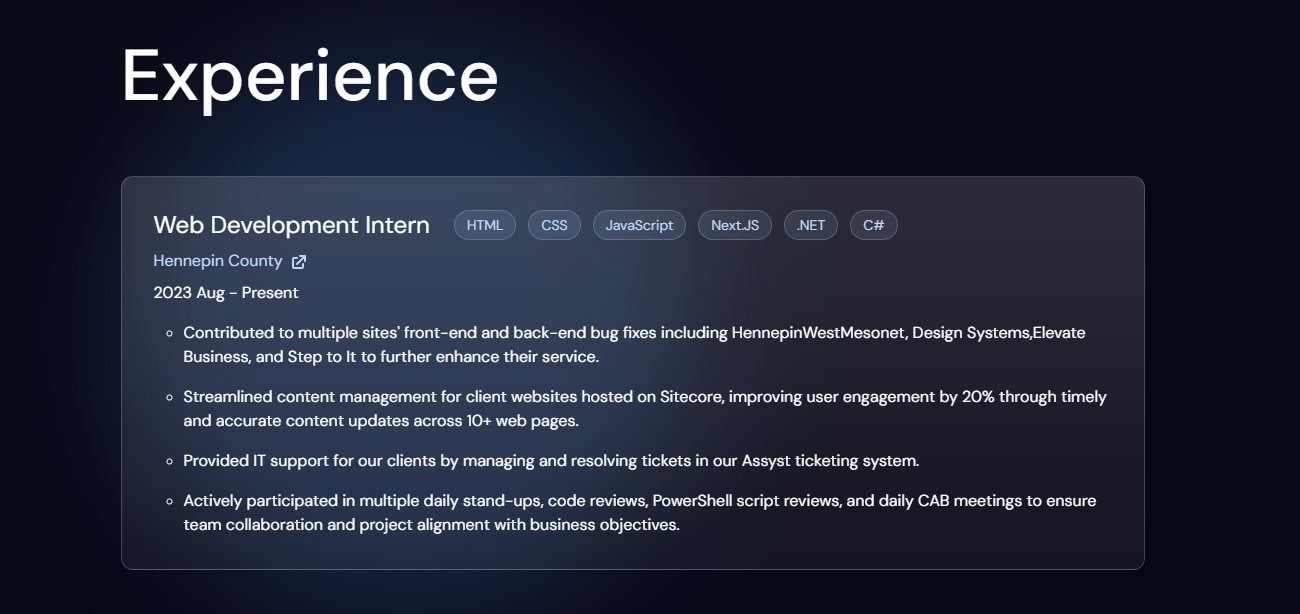 Experience
Web Development Intern HTML CSS JavaScript Next.JS .NET C#
Hennepin County
2023 Aug - Present
Contributed to multiple sites' front-end and back-end bug fixes including HennepinWestMesonet, Design Systems,Elevate
Business, and Step to It to further enhance their service.
Streamlined content management for client websites hosted on Sitecore, improving user engagement by 20% through timely
and accurate content updates across 10+ web pages.
Provided IT support for our clients by managing and resolving tickets in our Assyst ticketing system.
Actively participated in multiple daily stand-ups, code reviews, PowerShell script reviews, and daily CAB meetings to ensure
team collaboration and project alignment with business objectives.